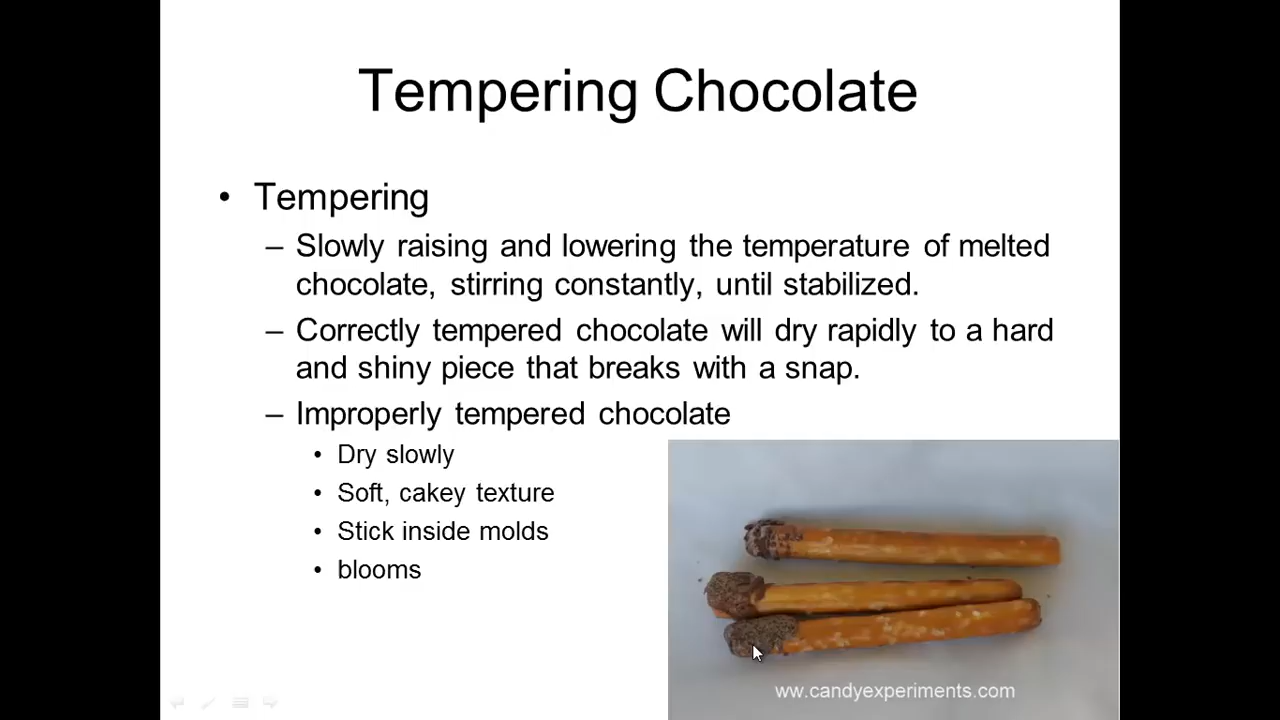 Tempering Chocolate
• Tempering
– Slowly raising and lowering the temperature of melted
chocolate, stirring constantly, until stabilized.
– Correctly tempered chocolate will dry rapidly to a hard
and shiny piece that breaks with a snap.
– Improperly tempered chocolate
• Dry slowly
• Soft, cakey texture
• Stick inside molds
• blooms
ww.candyexperiments.com